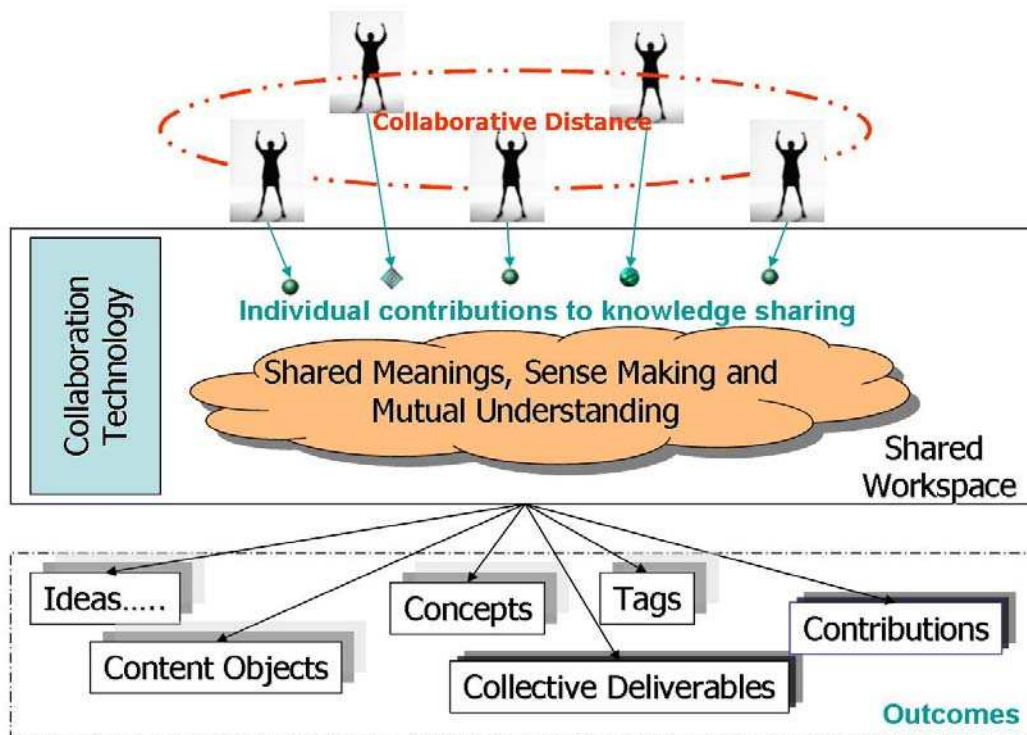 Collaborative Distance
Collaboration
Technology
Individual contributions to knowledge sharing
Shared Meanings, Sense Making and
Mutual Understanding
Shared
Workspace
Ideas.....
Concepts
Tags
Contributions
Content Objects
Collective Deliverables
Outcomes